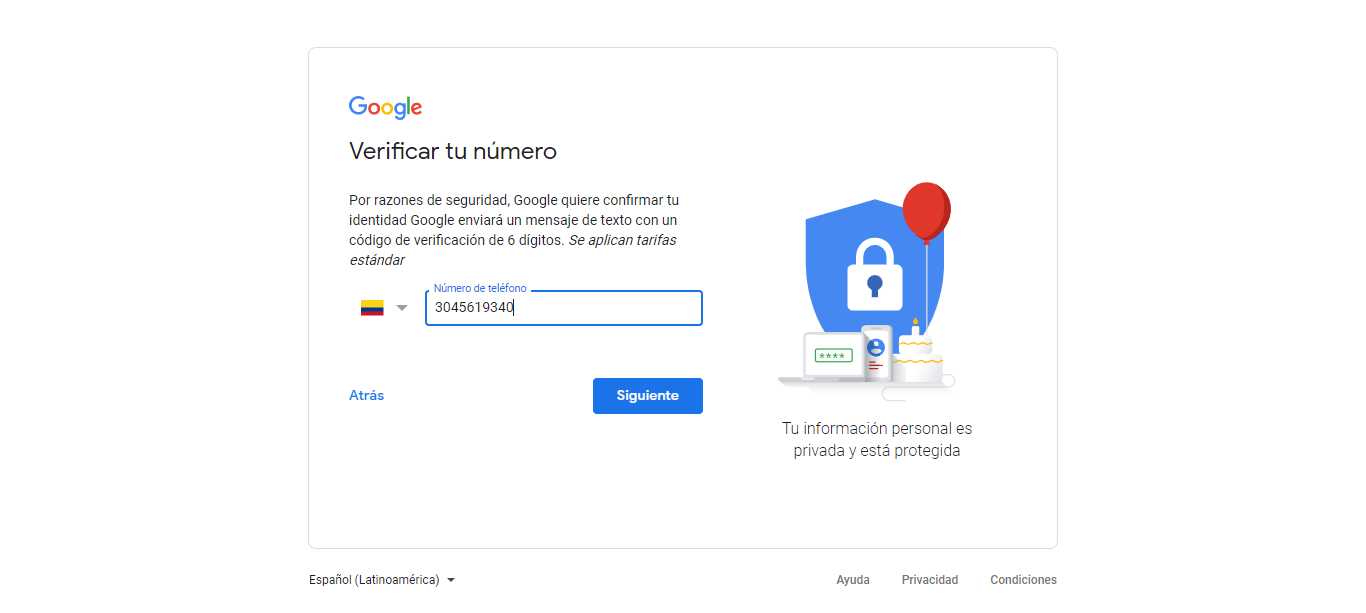 Google
Verificar tu número
Por razones de seguridad, Google quiere confirmar tu
identidad Google enviará un mensaje de texto con un
código de verificación de 6 dígitos. Se aplican tarifas
estándar
Número de teléfono
3045619340
Atrás
Siguiente
****
Tu información personal es
privada y está protegida
Español (Latinoamérica)
Ayuda
Privacidad
Condiciones